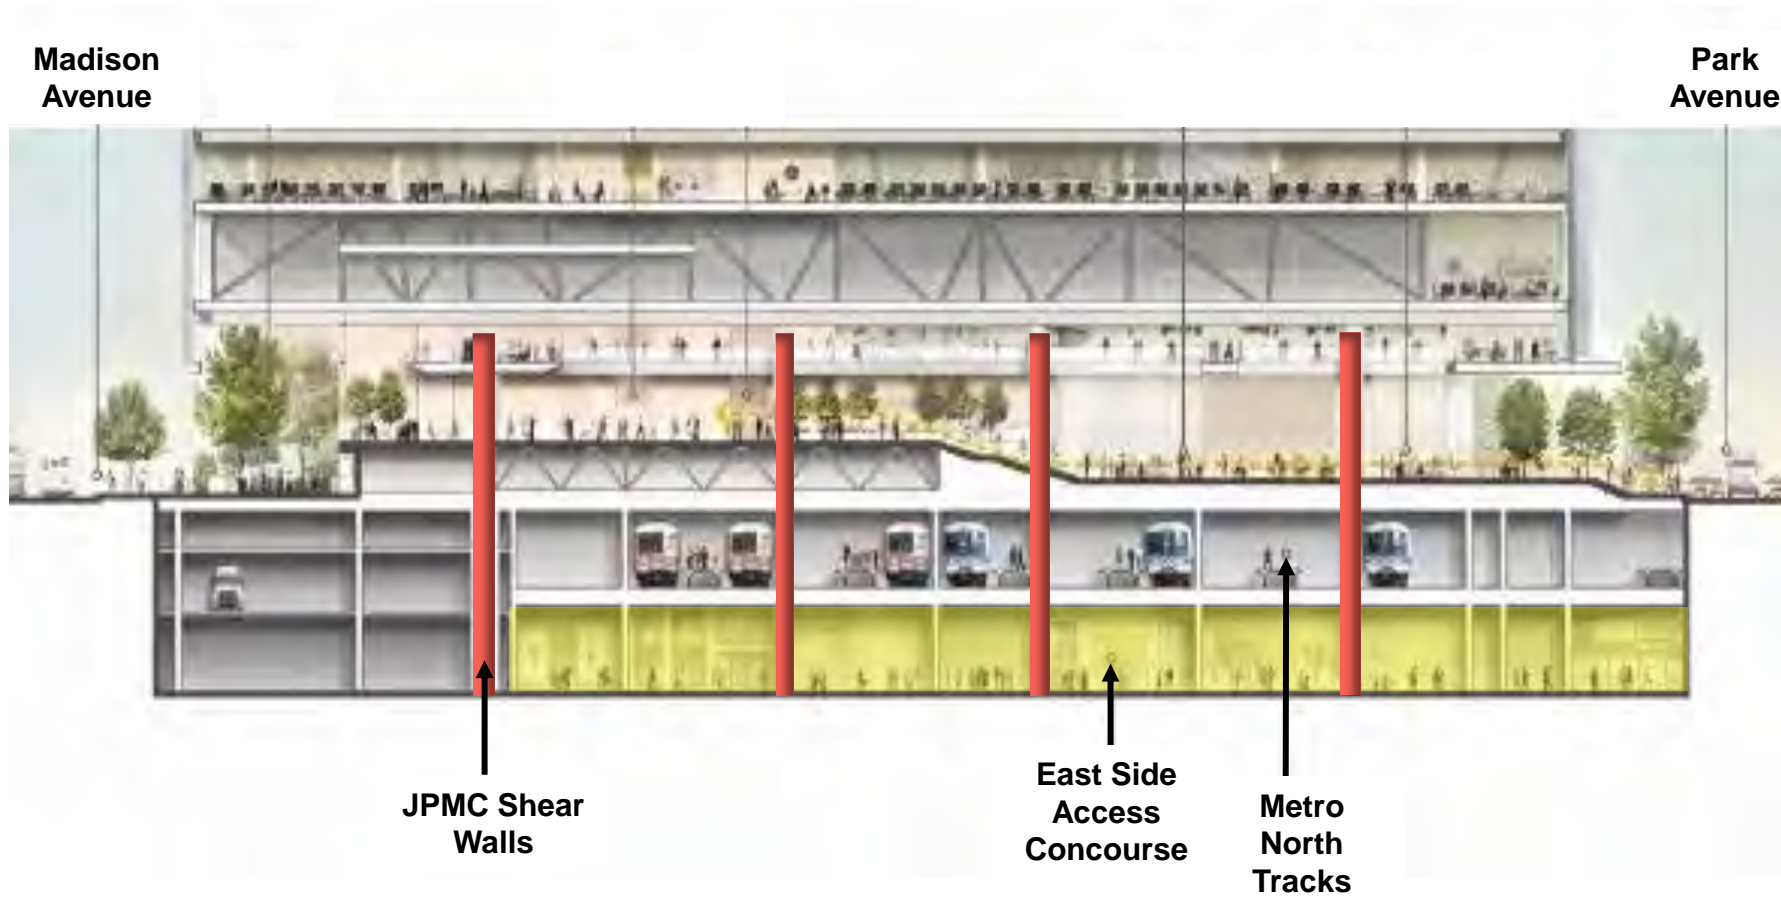 Madison
Avenue
Park
Avenue
JPMC Shear
Walls
East Side
Access
Concourse
Metro
North
Tracks